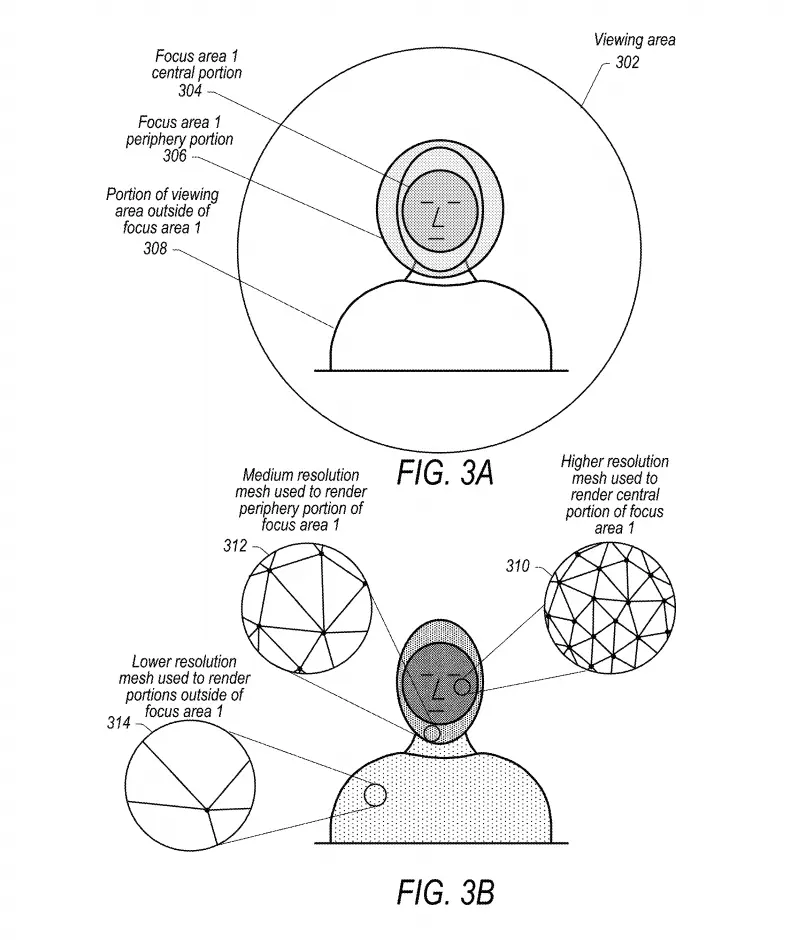 Focus area 1
central portion
304
Viewing area
302
Focus area 1
periphery portion
306
Portion of viewing
area outside of
focus area 1
308
FIG. 3A
Medium resolution
mesh used to render
periphery portion of
focus area 1
312
Higher resolution
mesh used to
render central
portion of focus
area 1
310
Lower resolution
mesh used to render
portions outside of
focus area 1
314
FIG. 3B